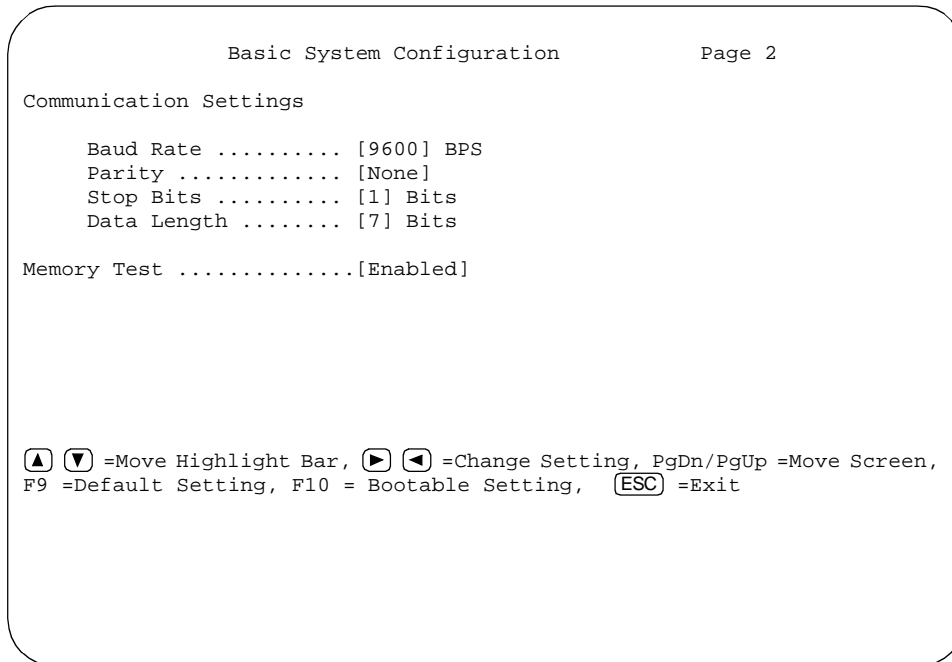 Basic System Configuration Page 2
Communication Settings
Baud Rate .......... [9600] BPS
Parity ............. [None]
Stop Bits .......... [1] Bits
Data Length ........ [7] Bits
Memory Test ..............[Enabled]
▲ ▼ =Move Highlight Bar, ► ◄ =Change Setting, PgDn/PgUp =Move Screen,
F9 =Default Setting, F10 = Bootable Setting, ESC =Exit